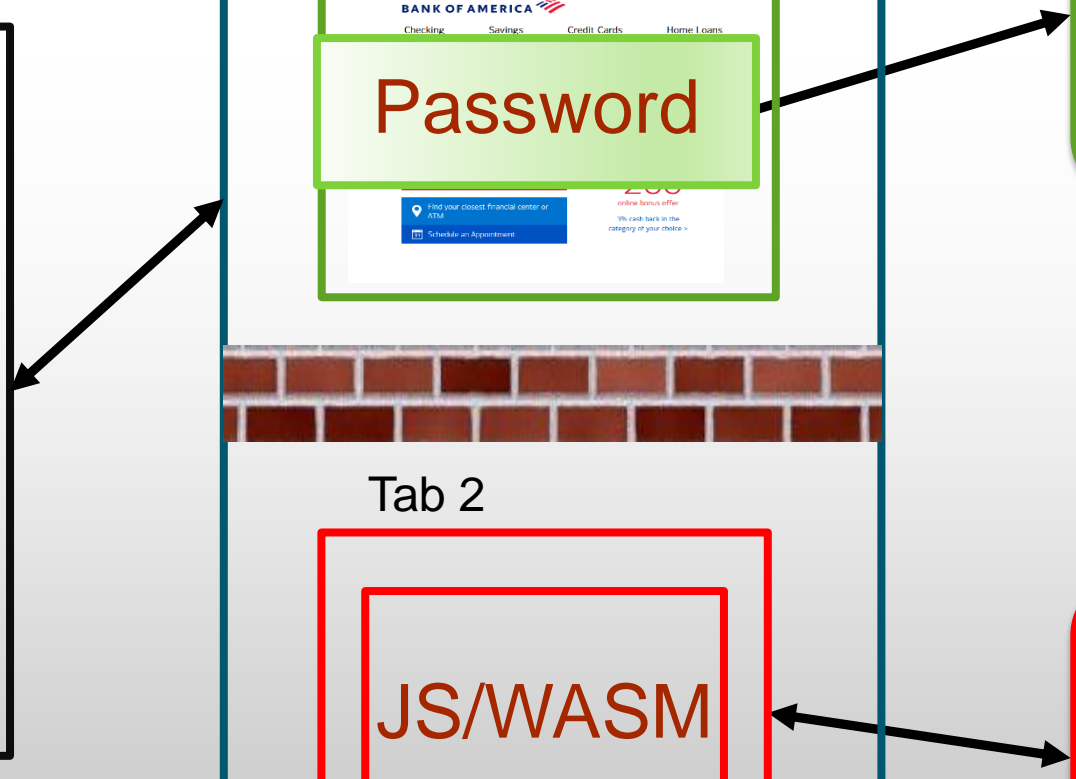 BANK OF AMERICA
Checking Savings Credit Cards Home Loans
Password
online bonus offer
Find your closest financial center or
ATM
3% cash back in the
category of your choice >
31 Schedule an Appointment
Tab 2
JS/WASM